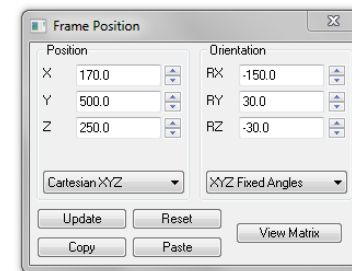 Frame Position
Position
X 170.0
Y 500.0
Z 250.0
Cartesian XYZ
Orientation
RX -150.0
RY 30.0
RZ -30.0
XYZ Fixed Angles
Update Reset
Copy Paste
View Matrix